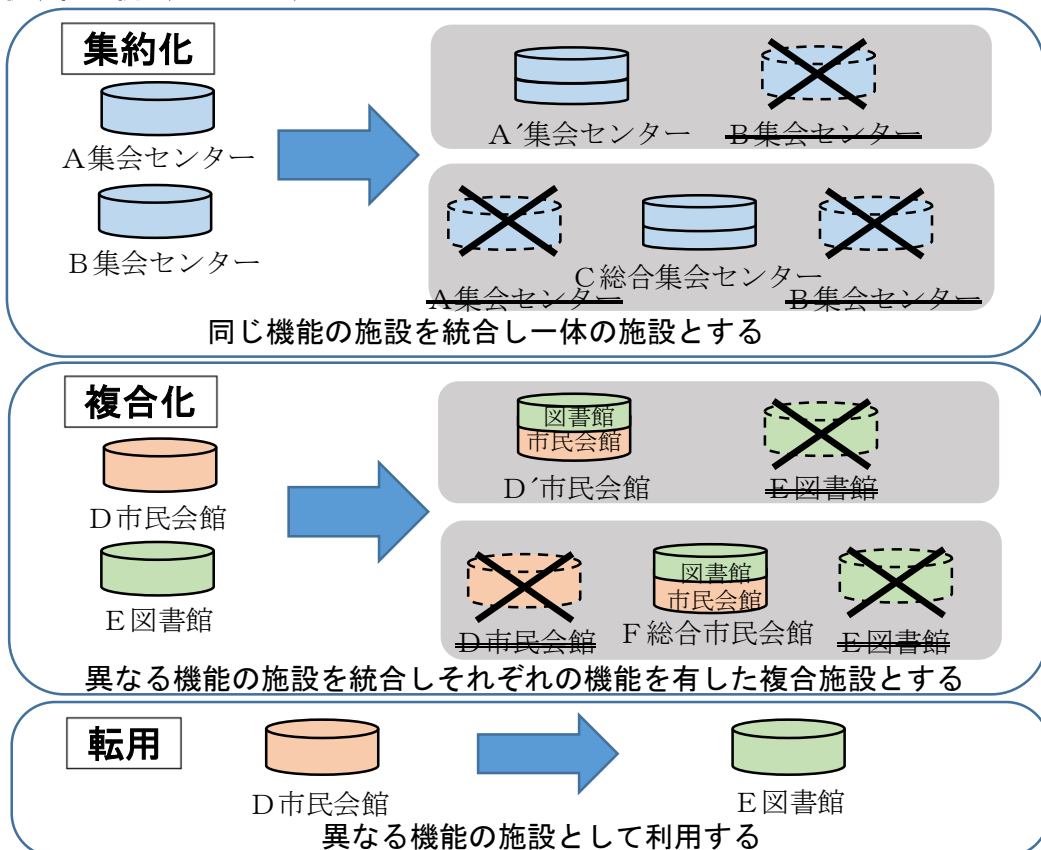 集約化
A集会センター
B集会センター
A´集会センター
B集会センター
A集会センター
C総合集会センター
B集会センター
同じ機能の施設を統合し一体の施設とする
複合化
D市民会館
E図書館
図書館
市民会館
D´市民会館
E図書館
D市民会館
図書館
市民会館
F総合市民会館
E図書館
異なる機能の施設を統合しそれぞれの機能を有した複合施設とする
転用
D市民会館
E図書館
異なる機能の施設として利用する